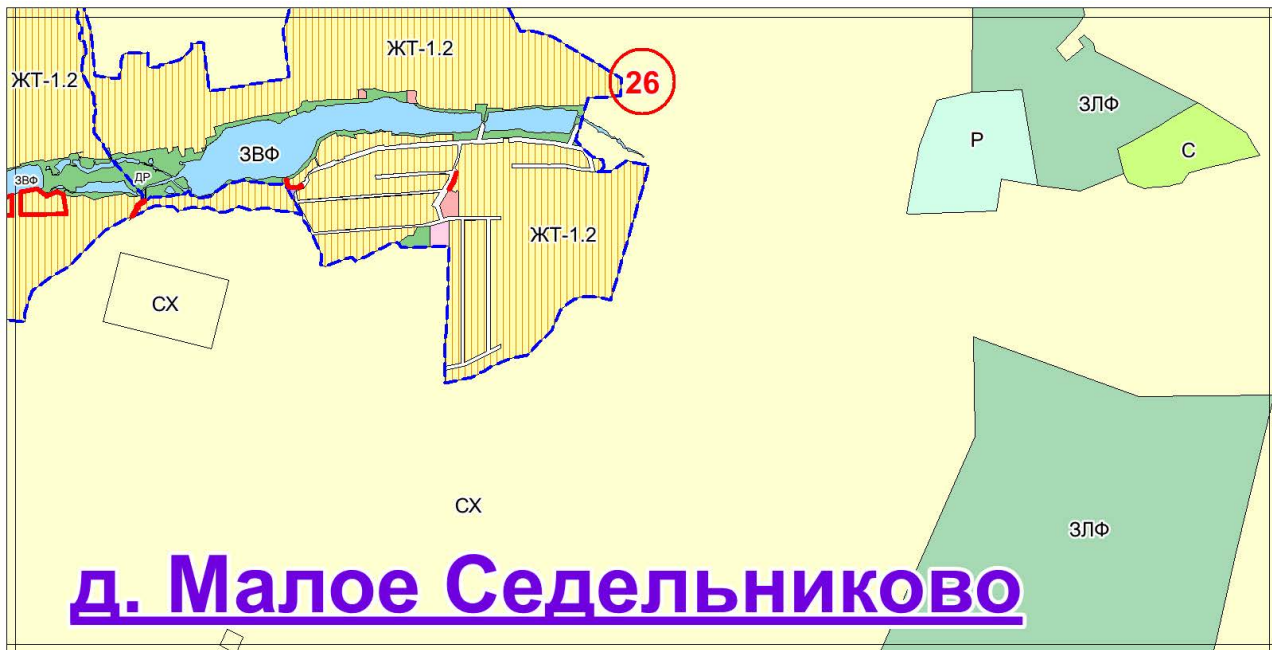 ЖТ-1.2
ЖТ-1.2
26
ЗЛФ
Р
С
ЗВФ
ЗВФ
ДР
ЖТ-1.2
СХ
СХ
ЗЛФ
д. Малое Седельниково